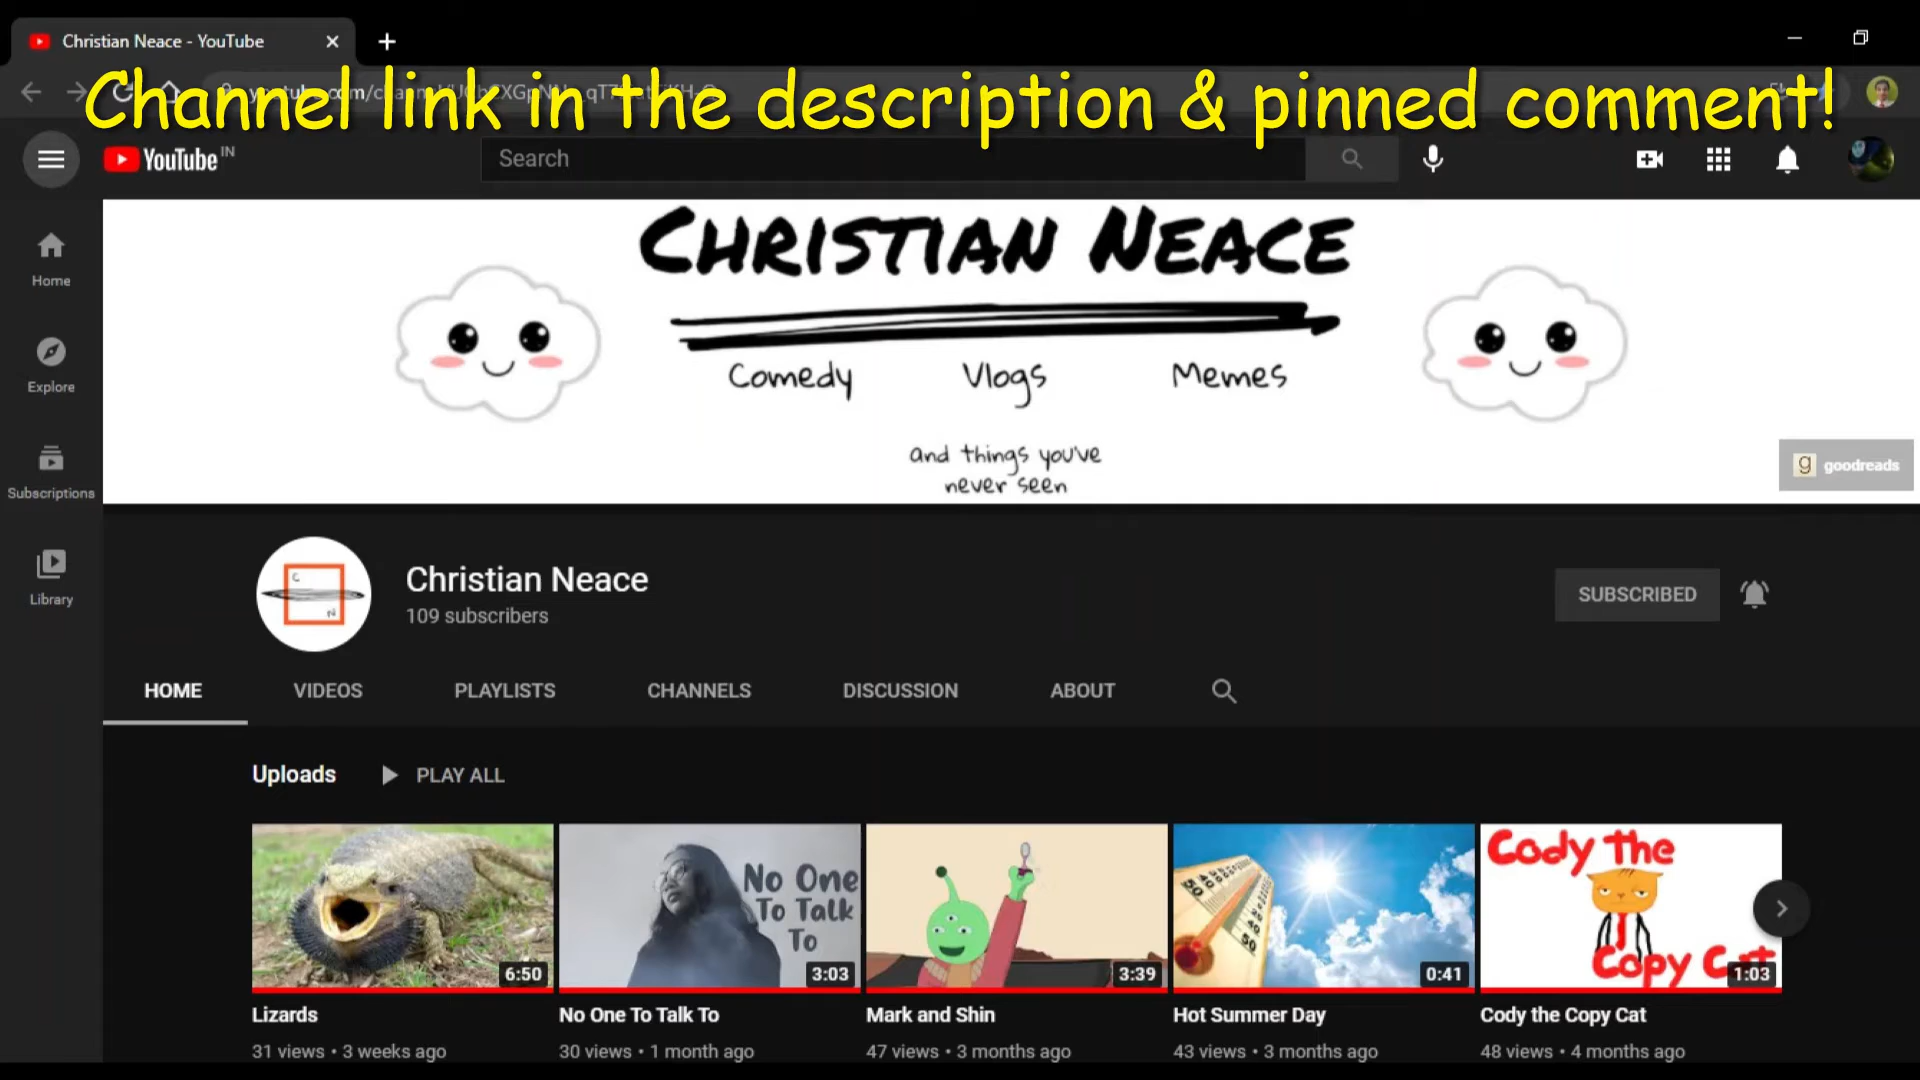 Christian Neace - YouTube
Channel link in the description & pinned comment!
YouTube IN
Search
Home
Explore
Subscriptions
Library
CHRISTIAN NEACE
Comedy Vlogs Memes
and things you've
never seen
goodreads
Christian Neace
109 subscribers
SUBSCRIBED
HOME VIDEOS PLAYLISTS CHANNELS DISCUSSION ABOUT
Uploads PLAY ALL
No One
To Talk
To
Cody The
Copy Cat
6:50
3:03
3:39
0:41
1:03
Lizards
31 views • 3 weeks ago
No One To Talk To
30 views • 1 month ago
Mark and Shin
47 views • 3 months ago
Hot Summer Day
43 views • 3 months ago
Cody the Copy Cat
48 views • 4 months ago